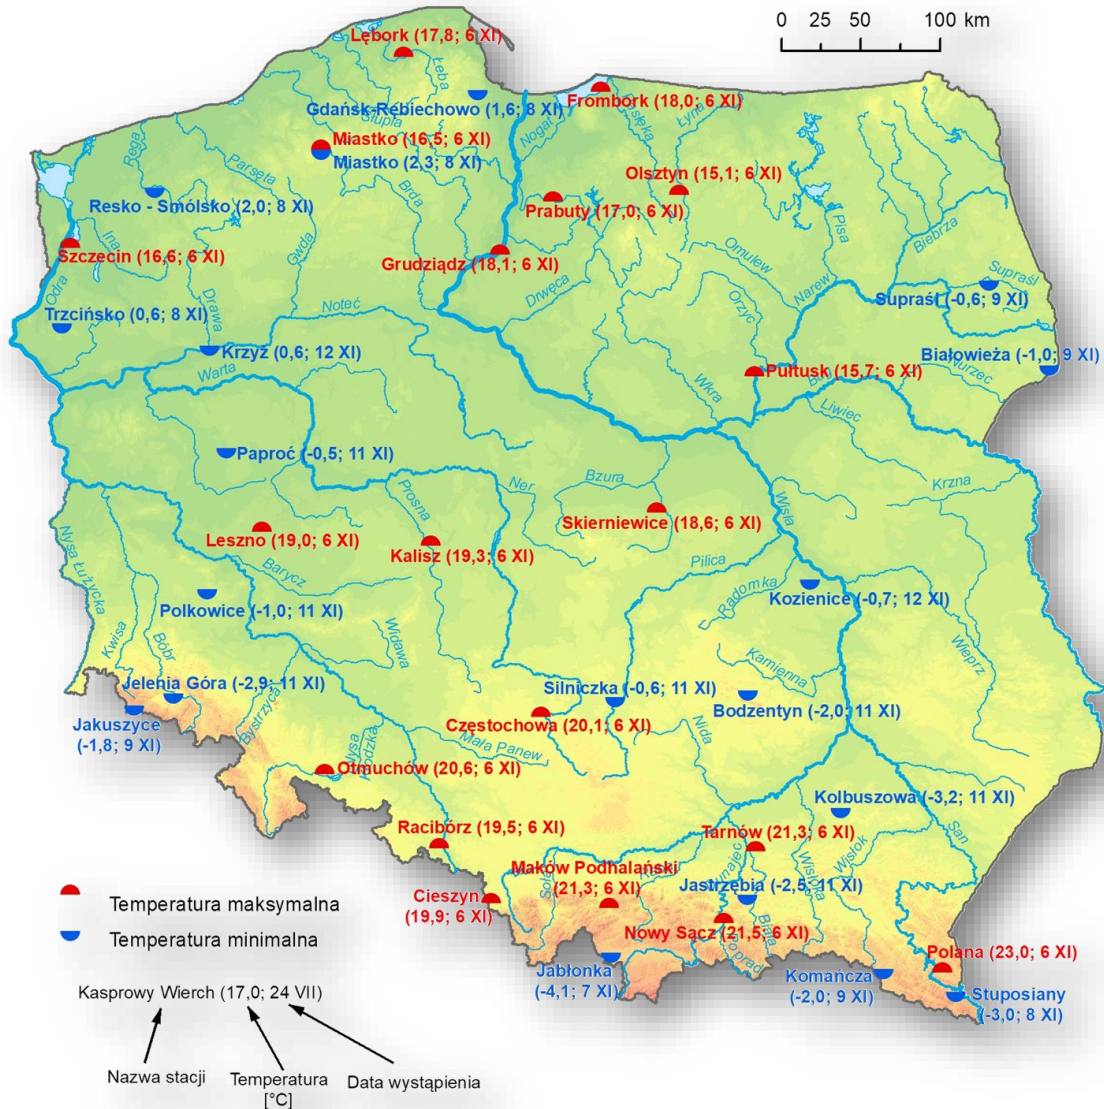 0 25 50 100 km
Lębork (17,8; 6 XI)
Łeba
Gdańsk-Rębiechowo (1,6; 8 XI)
Frombork (18,0; 6 XI)
Słupia
Nogat
Pasłęka
Łyna
Miastko (16,5; 6 XI)
Miastko (2,3; 8 XI)
Rega
Parsęta
Brda
Olsztyn (15,1; 6 XI)
Resko - Smólsko (2,0; 8 XI)
Prabuty (17,0; 6 XI)
Pisa
Biebrza
Ina
Gwda
Szczecin (16,6; 6 XI)
Grudziądz (18,1; 6 XI)
Omulew
Odra
Drawa
Noteć
Drwęca
Orzyc
Narew
Supraśl
Supraśl (-0,6; 9 XI)
Trzcińsko (0,6; 8 XI)
Krzyż (0,6; 12 XI)
Białowieża (-1,0; 9 XI)
Warta
Wkra
Pułtusk (15,7; 6 XI)
Bug
Nurzec
Liwiec
Paproć (-0,5; 11 XI)
Prosna
Ner
Bzura
Krzna
Wisła
Nysa Łużycka
Leszno (19,0; 6 XI)
Kalisz (19,3; 6 XI)
Skierniewice (18,6; 6 XI)
Barycz
Pilica
Radomka
Polkowice (-1,0; 11 XI)
Kozienice (-0,7; 12 XI)
Kwisa
Bóbr
Widawa
Wieprz
Kamienna
Jelenia Góra (-2,9; 11 XI)
Silniczka (-0,6; 11 XI)
Jakuszyce
(-1,8; 9 XI)
Bystrzyca
Częstochowa (20,1; 6 XI)
Bodzentyn (-2,0; 11 XI)
Nida
Nysa
Kłodzka
Mała Panew
Otmuchów (20,6; 6 XI)
Kolbuszowa (-3,2; 11 XI)
Racibórz (19,5; 6 XI)
Tarnów (21,3; 6 XI)
San
Wisłok
Wisłoka
Dunajec
Soła
Maków Podhalański
(21,3; 6 XI)
Jastrzębia (-2,5; 11 XI)
Cieszyn
(19,9; 6 XI)
Nowy Sącz (21,5; 6 XI)
Biała
Poprad
Polana (23,0; 6 XI)
Jabłonka
(-4,1; 7 XI)
Komańcza
(-2,0; 9 XI)
Stuposiany
(-3,0; 8 XI)
Temperatura maksymalna
Temperatura minimalna
Kasprowy Wierch (17,0; 24 VII)
Nazwa stacji
Temperatura
[°C]
Data wystąpienia